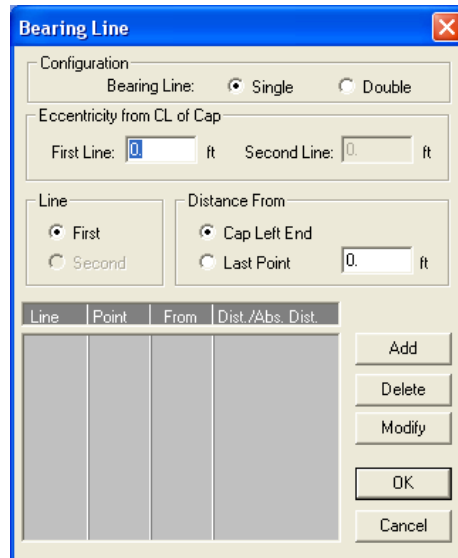 Bearing Line
Configuration
Bearing Line: Single Double
Eccentricity from CL of Cap
First Line: 0. ft Second Line: 0. ft
Line
First
Second
Distance From
Cap Left End
Last Point 0. ft
Line Point From Dist./Abs. Dist.
Add
Delete
Modify
OK
Cancel